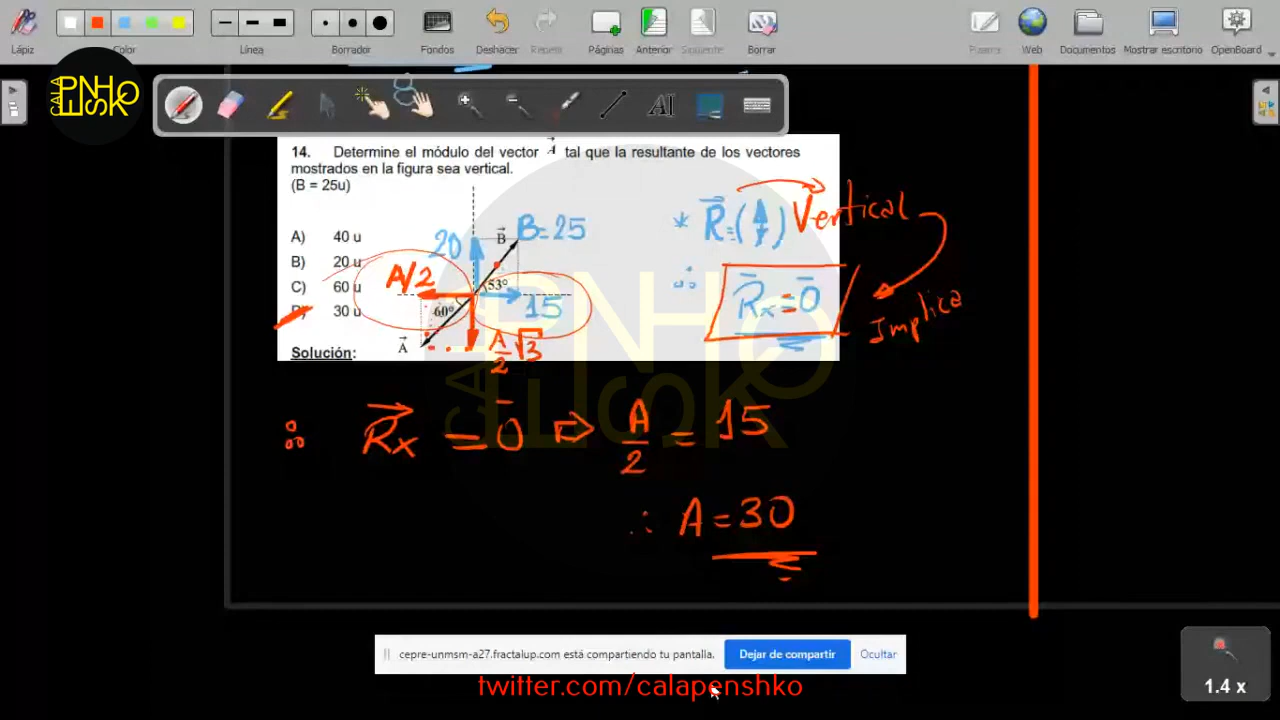 Lápiz Color Línea Borrador Fondos Deshacer Repetir Páginas Anterior Siguiente Borrar Pizarra Web Documentos Mostrar escritorio OpenBoard
CALA PENSHKO
14. Determine el módulo del vector A tal que la resultante de los vectores
mostrados en la figura sea vertical.
(B = 25u)
A) 40 u
B) 20 u
C) 60 u
D) 30 u
Solución:
20
B
B=25
53°
A/2
15
60°
A
A/2 √3
* R=( ) Vertical
∴ Rx = 0
Implica
∴ Rx = 0 ⇨ A/2 = 15
∴ A = 30
cepre-unmsm-a27.fractalup.com está compartiendo tu pantalla. Dejar de compartir Ocultar
twitter.com/calapenshko
1.4 x